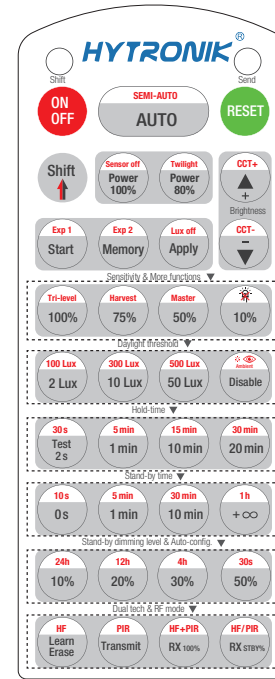 HYTRONIK®
Shift
Send
ON
OFF
SEMI-AUTO
AUTO
RESET
Shift
Sensor off
Power
100%
Twilight
Power
80%
CCT+
+
Brightness
Exp 1
Start
Exp 2
Memory
Lux off
Apply
CCT-
−
Sensitivity & More functions ▼
Tri-level
100%
Harvest
75%
Master
50%
10%
Daylight threshold ▼
100 Lux
2 Lux
300 Lux
10 Lux
500 Lux
50 Lux
Ambient
Disable
Hold-time ▼
30 s
Test
2 s
5 min
1 min
15 min
10 min
30 min
20 min
Stand-by time ▼
10 s
0 s
5 min
1 min
30 min
10 min
1h
+ ∞
Stand-by dimming level & Auto-config. ▼
24h
10%
12h
20%
4h
30%
30s
50%
Dual tech & RF mode ▼
HF
Learn
Erase
PIR
Transmit
HF+PIR
RX 100%
HF/PIR
RX STBY%